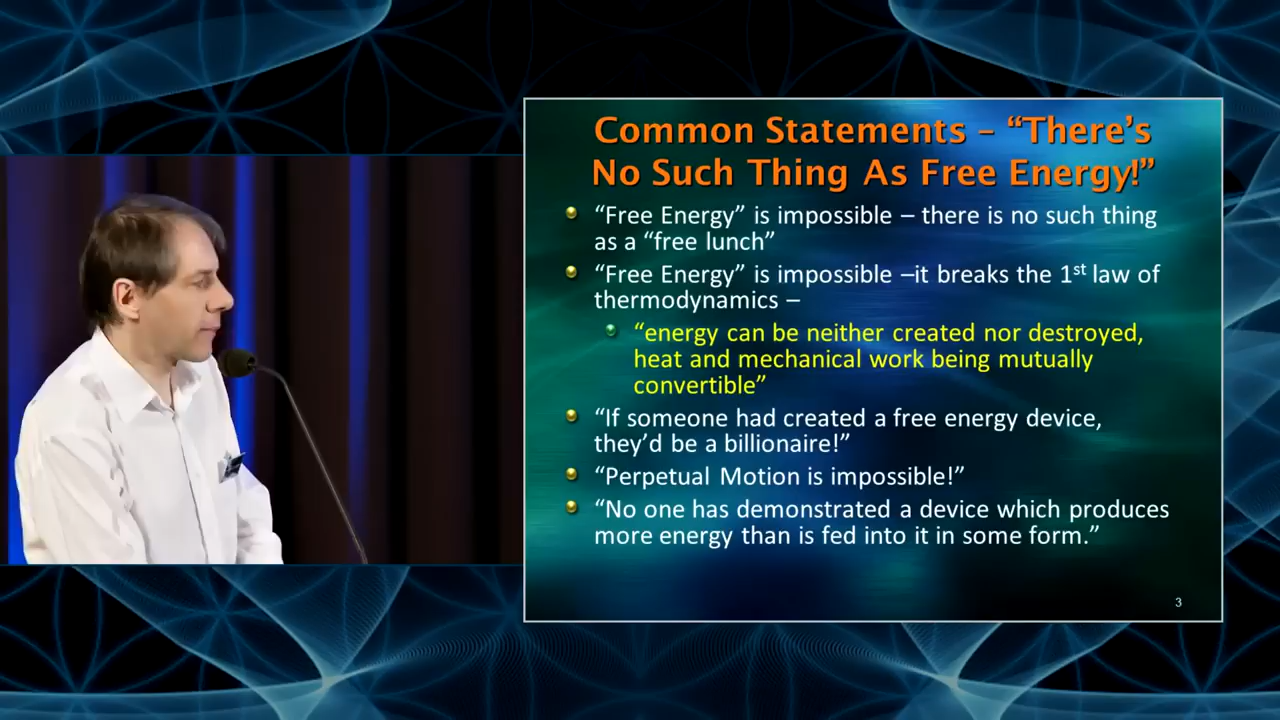 Common Statements – “There’s
No Such Thing As Free Energy!”
“Free Energy” is impossible – there is no such thing
as a “free lunch”
“Free Energy” is impossible –it breaks the 1st law of
thermodynamics –
“energy can be neither created nor destroyed,
heat and mechanical work being mutually
convertible”
“If someone had created a free energy device,
they’d be a billionaire!”
“Perpetual Motion is impossible!”
“No one has demonstrated a device which produces
more energy than is fed into it in some form.”
3